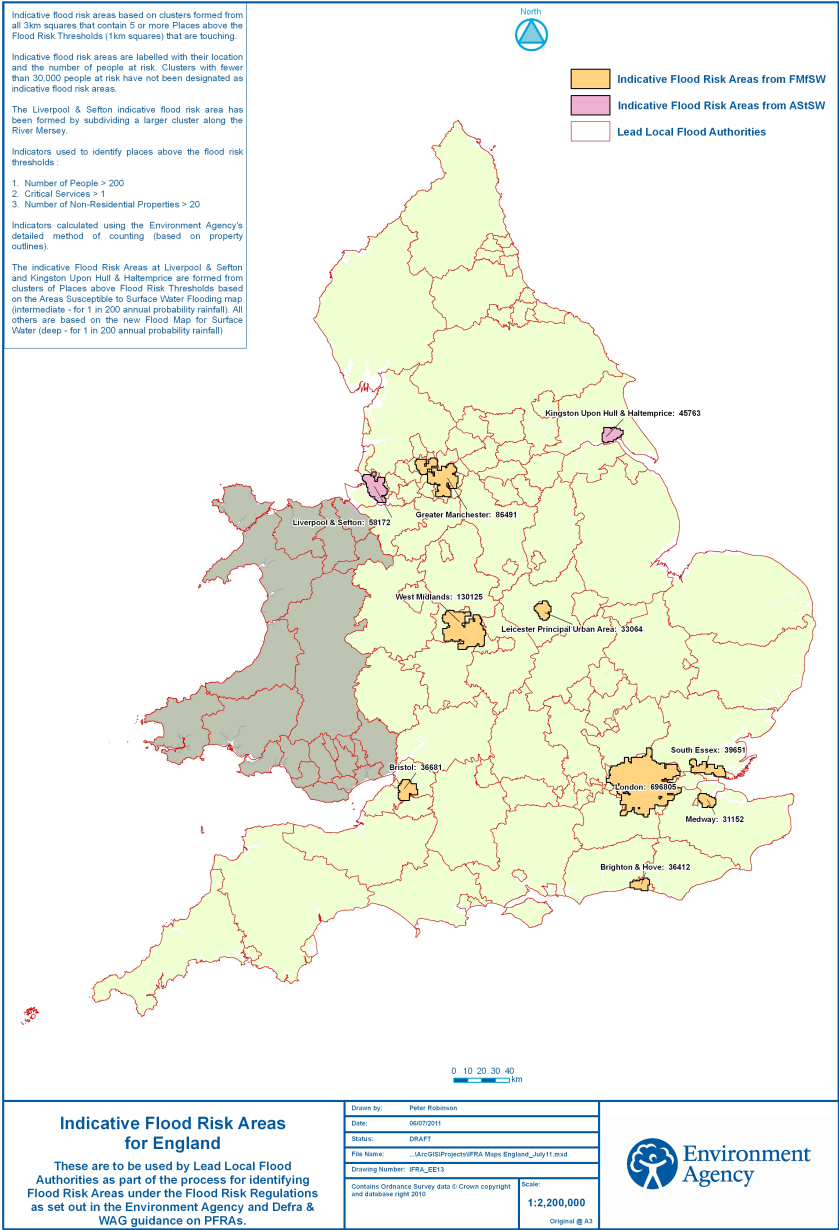 Indicative flood risk areas based on clusters formed from
all 3km squares that contain 5 or more Places above the
Flood Risk Thresholds (1km squares) that are touching.
Indicative flood risk areas are labelled with their location
and the number of people at risk. Clusters with fewer
than 30,000 people at risk have not been designated as
indicative flood risk areas.
The Liverpool & Sefton indicative flood risk area has
been formed by subdividing a larger cluster along the
River Mersey.
Indicators used to identify places above the flood risk
thresholds :
1. Number of People > 200
2. Critical Services > 1
3. Number of Non-Residential Properties > 20
Indicators calculated using the Environment Agency's
detailed method of counting (based on property
outlines).
The indicative Flood Risk Areas at Liverpool & Sefton
and Kingston Upon Hull & Haltemprice are formed from
clusters of Places above Flood Risk Thresholds based
on the Areas Susceptible to Surface Water Flooding map
(intermediate - for 1 in 200 annual probability rainfall). All
others are based on the new Flood Map for Surface
Water (deep - for 1 in 200 annual probability rainfall)
North
Indicative Flood Risk Areas from FMfSW
Indicative Flood Risk Areas from AStSW
Lead Local Flood Authorities
Kingston Upon Hull & Haltemprice: 45763
Greater Manchester: 86491
Liverpool & Sefton: 58172
West Midlands: 130125
Leicester Principal Urban Area: 33064
South Essex: 39651
Bristol: 36681
London: 696805
Medway: 31152
Brighton & Hove: 36412
0 10 20 30 40
km
Indicative Flood Risk Areas
for England
These are to be used by Lead Local Flood
Authorities as part of the process for identifying
Flood Risk Areas under the Flood Risk Regulations
as set out in the Environment Agency and Defra &
WAG guidance on PFRAs.
Drawn by: Peter Robinson
Date: 06/07/2011
Status: DRAFT
File Name: ...\ArcGIS\Projects\IFRA Maps England_July11.mxd
Drawing Number: IFRA_EE13
Contains Ordnance Survey data © Crown copyright
and database right 2010
Scale:
1:2,200,000
Original @ A3
Environment
Agency